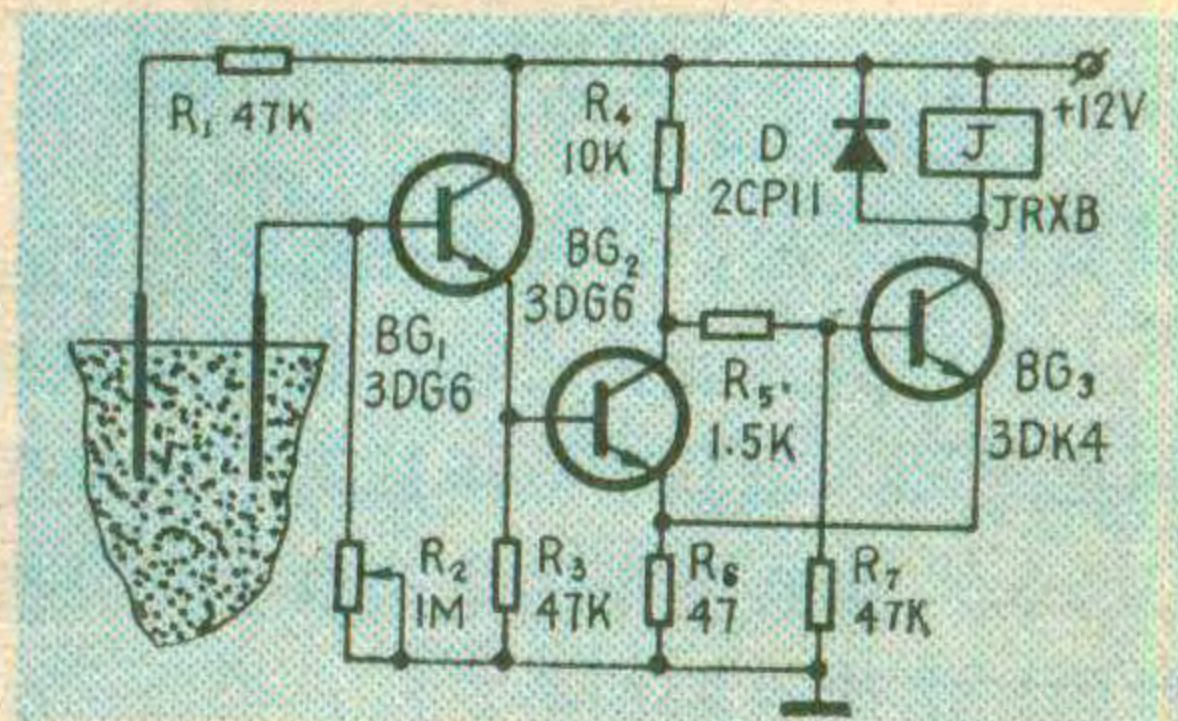 R₁ 47K
R₄
10K
D
2CP11
J
+12V
JRXB
BG₁
3DG6
BG₂
3DG6
R₅
1.5K
BG₃
3DK4
R₂
1M
R₃
47K
R₆
47
R₇
47K